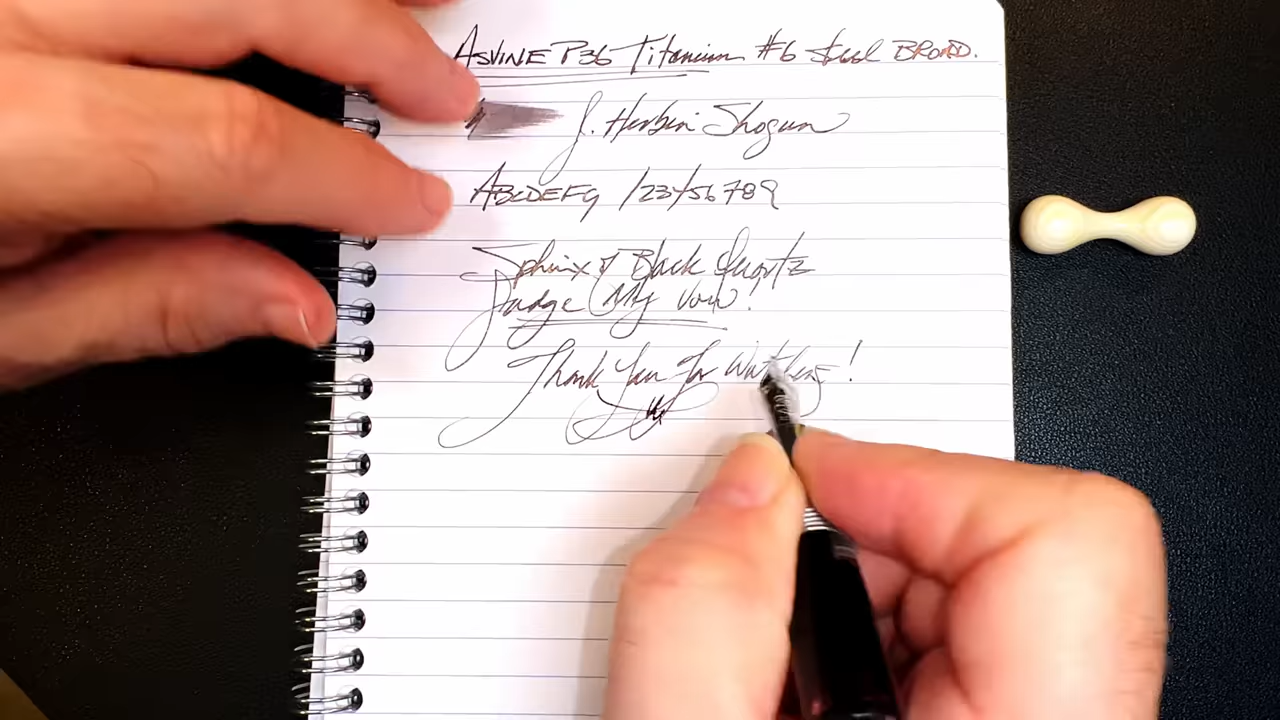 ASVINE P36 Titanium #6 Steel BROAD.
J. Herbin Shogun
ABCDEFG 123456789
Sphinx of Black Quartz
Judge My Vow!
Thank You For Watching!